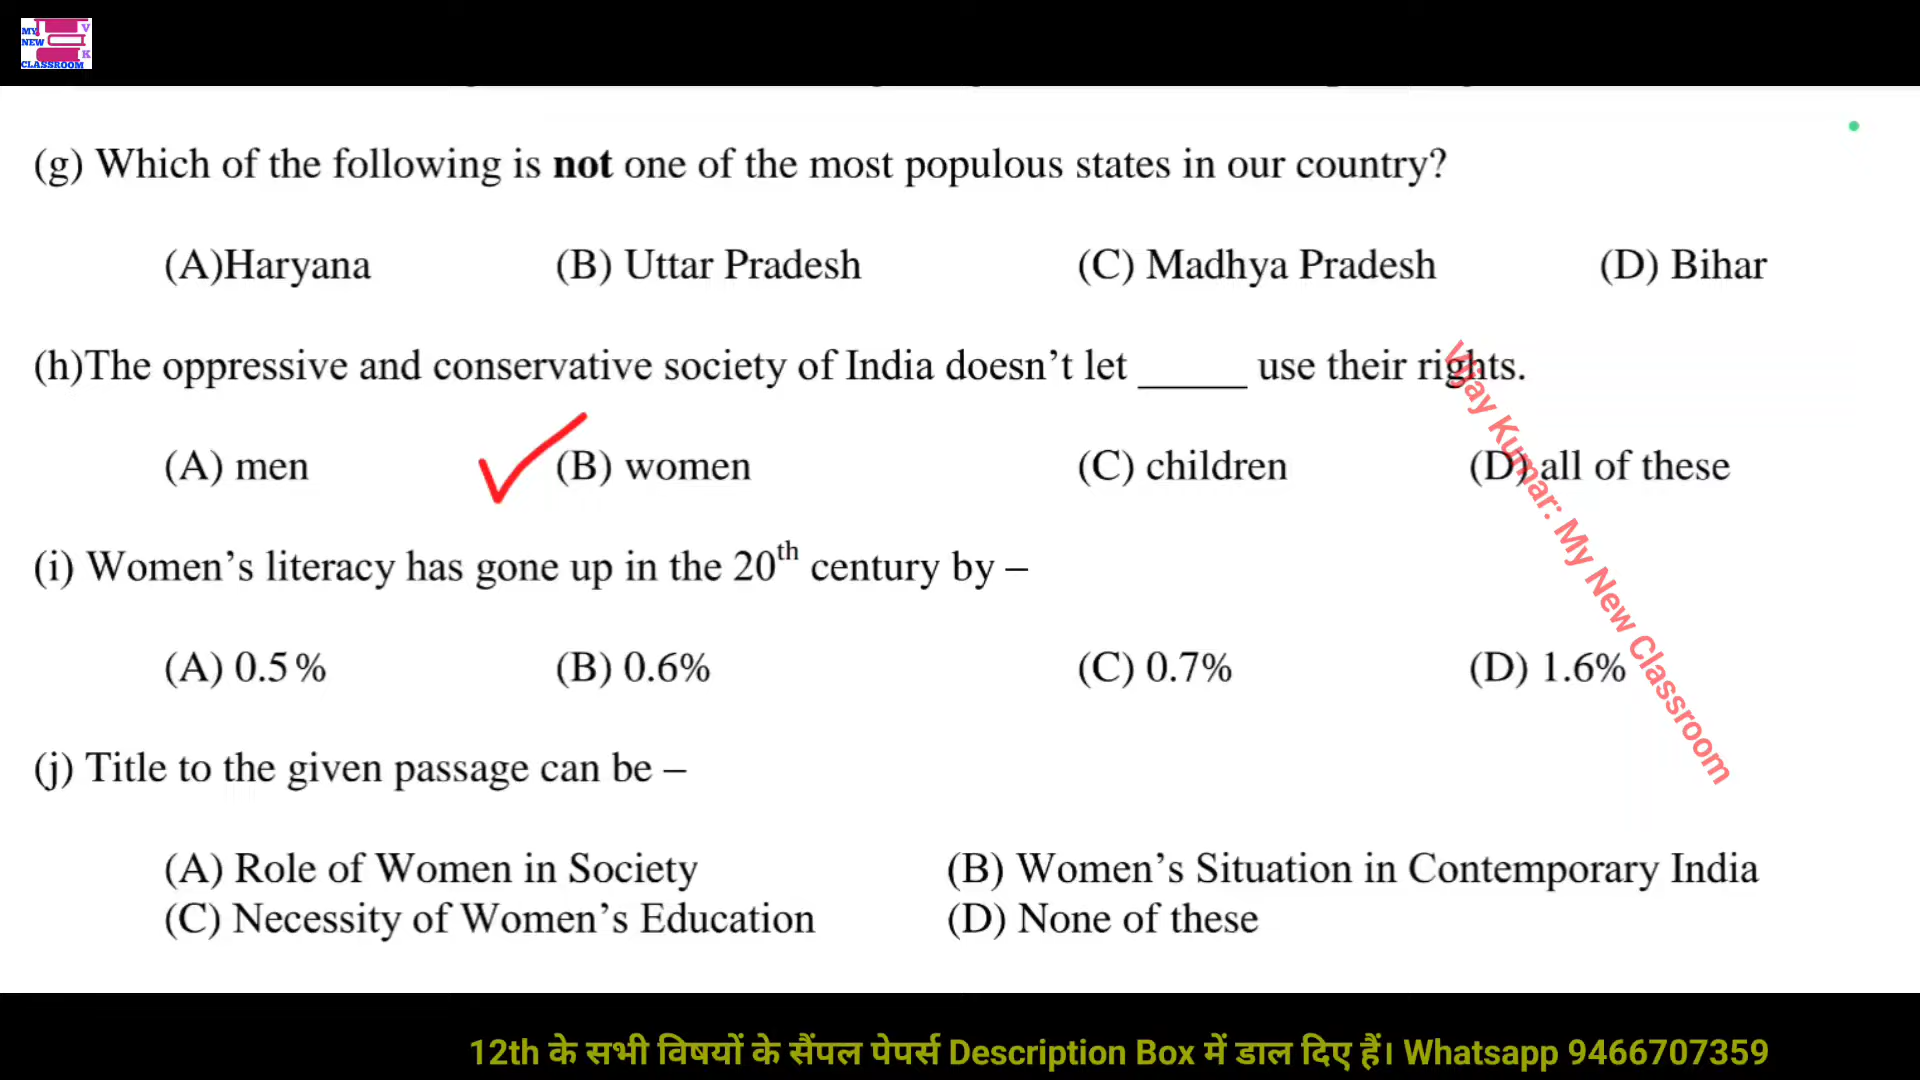 MY V
NEW
K
CLASSROOM
(g) Which of the following is not one of the most populous states in our country?
(A)Haryana (B) Uttar Pradesh (C) Madhya Pradesh (D) Bihar
(h)The oppressive and conservative society of India doesn’t let _____ use their rights.
(A) men (B) women (C) children (D) all of these
(i) Women’s literacy has gone up in the 20th century by –
(A) 0.5% (B) 0.6% (C) 0.7% (D) 1.6%
(j) Title to the given passage can be –
(A) Role of Women in Society (B) Women’s Situation in Contemporary India
(C) Necessity of Women’s Education (D) None of these
Vijay Kumar: My New Classroom
12th के सभी विषयों के सैंपल पेपर्स Description Box में डाल दिए हैं। Whatsapp 9466707359